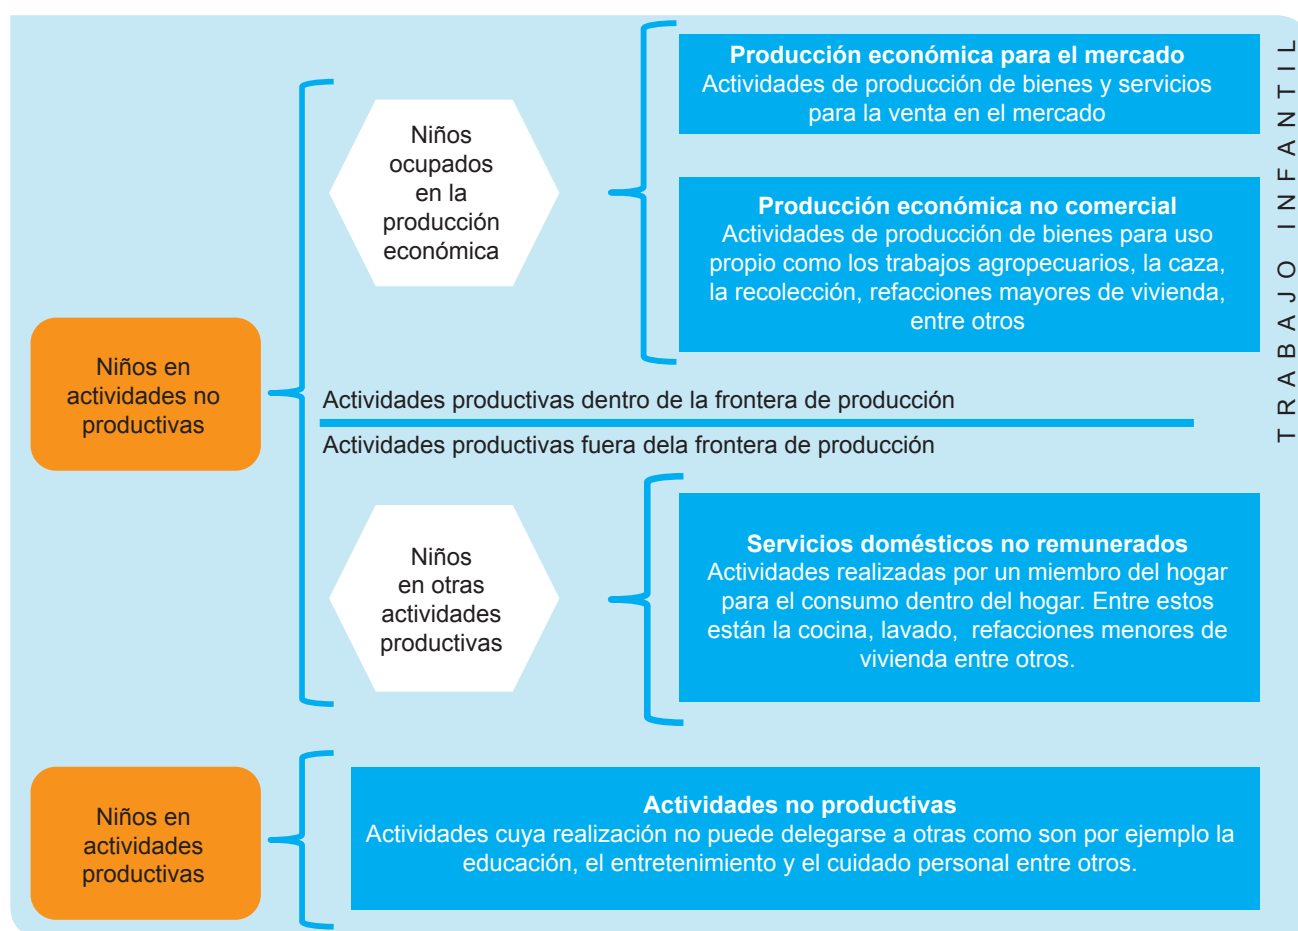 Niños en
actividades no
productivas
Niños
ocupados
en la
producción
económica
Producción económica para el mercado
Actividades de producción de bienes y servicios
para la venta en el mercado
Producción económica no comercial
Actividades de producción de bienes para uso
propio como los trabajos agropecuarios, la caza,
la recolección, refacciones mayores de vivienda,
entre otros
Actividades productivas dentro de la frontera de producción
Actividades productivas fuera dela frontera de producción
Niños
en otras
actividades
productivas
Servicios domésticos no remunerados
Actividades realizadas por un miembro del hogar
para el consumo dentro del hogar. Entre estos
están la cocina, lavado, refacciones menores de
vivienda entre otros.
Niños en
actividades
productivas
Actividades no productivas
Actividades cuya realización no puede delegarse a otras como son por ejemplo la
educación, el entretenimiento y el cuidado personal entre otros.
TRABAJO INFANTIL